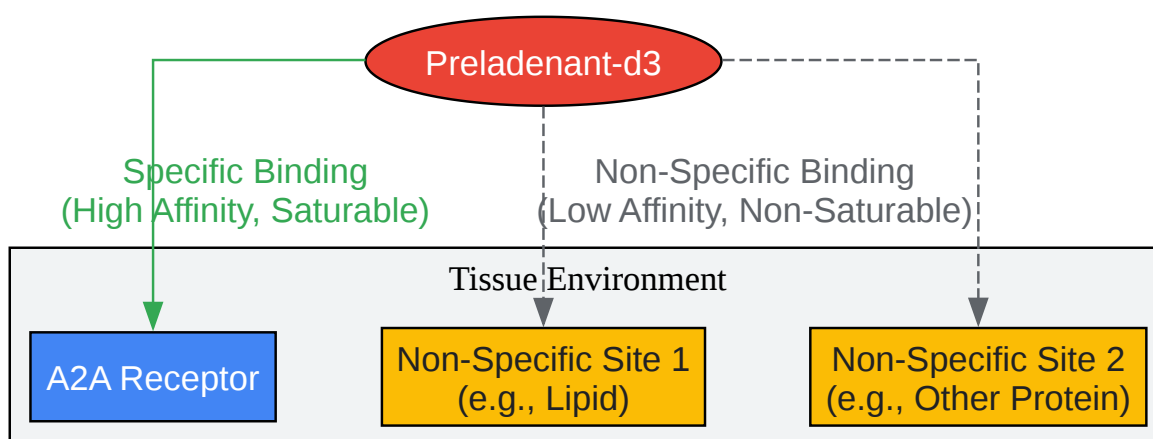 Preladenant-d3
Specific Binding
(High Affinity, Saturable)
Non-Specific Binding
(Low Affinity, Non-Saturable)
Tissue Environment
A2A Receptor
Non-Specific Site 1
(e.g., Lipid)
Non-Specific Site 2
(e.g., Other Protein)